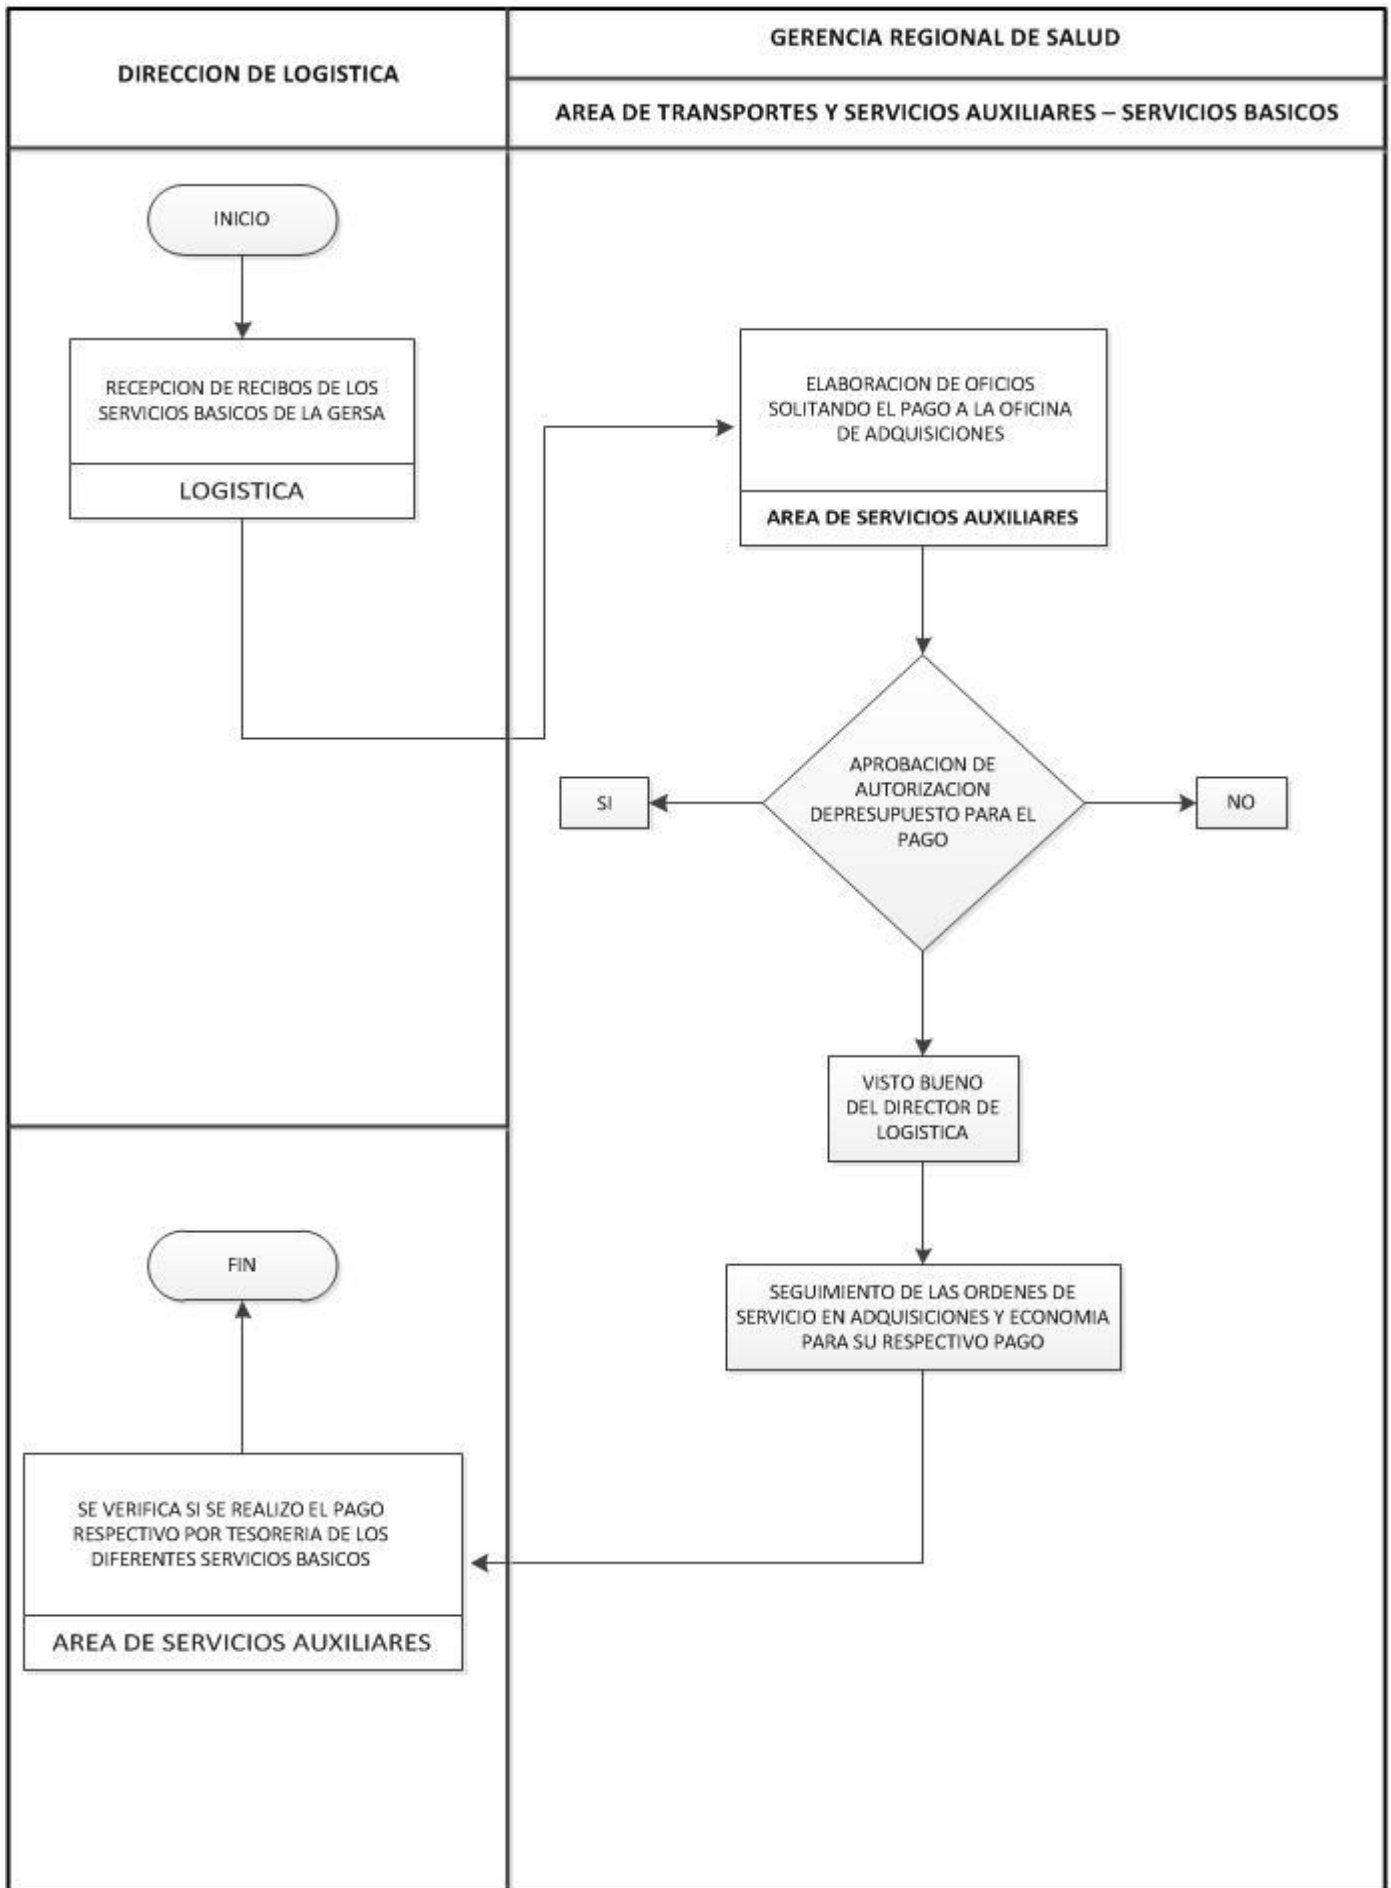 DIRECCION DE LOGISTICA
GERENCIA REGIONAL DE SALUD
AREA DE TRANSPORTES Y SERVICIOS AUXILIARES – SERVICIOS BASICOS
INICIO
RECEPCION DE RECIBOS DE LOS
SERVICIOS BASICOS DE LA GERSA
LOGISTICA
ELABORACION DE OFICIOS
SOLITANDO EL PAGO A LA OFICINA
DE ADQUISICIONES
AREA DE SERVICIOS AUXILIARES
APROBACION DE
AUTORIZACION
DEPRESUPUESTO PARA EL
PAGO
SI
NO
VISTO BUENO
DEL DIRECTOR DE
LOGISTICA
SEGUIMIENTO DE LAS ORDENES DE
SERVICIO EN ADQUISICIONES Y ECONOMIA
PARA SU RESPECTIVO PAGO
SE VERIFICA SI SE REALIZO EL PAGO
RESPECTIVO POR TESORERIA DE LOS
DIFERENTES SERVICIOS BASICOS
AREA DE SERVICIOS AUXILIARES
FIN